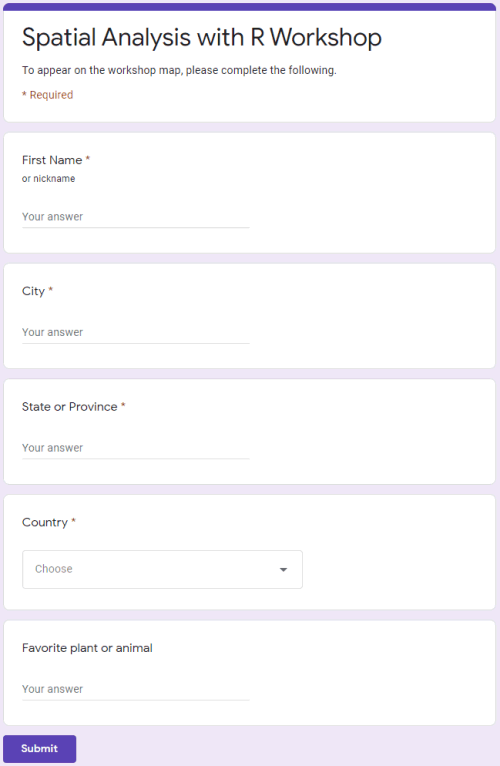 Spatial Analysis with R Workshop
To appear on the workshop map, please complete the following.
* Required
First Name *
or nickname
Your answer
City *
Your answer
State or Province *
Your answer
Country *
Choose
Favorite plant or animal
Your answer
Submit